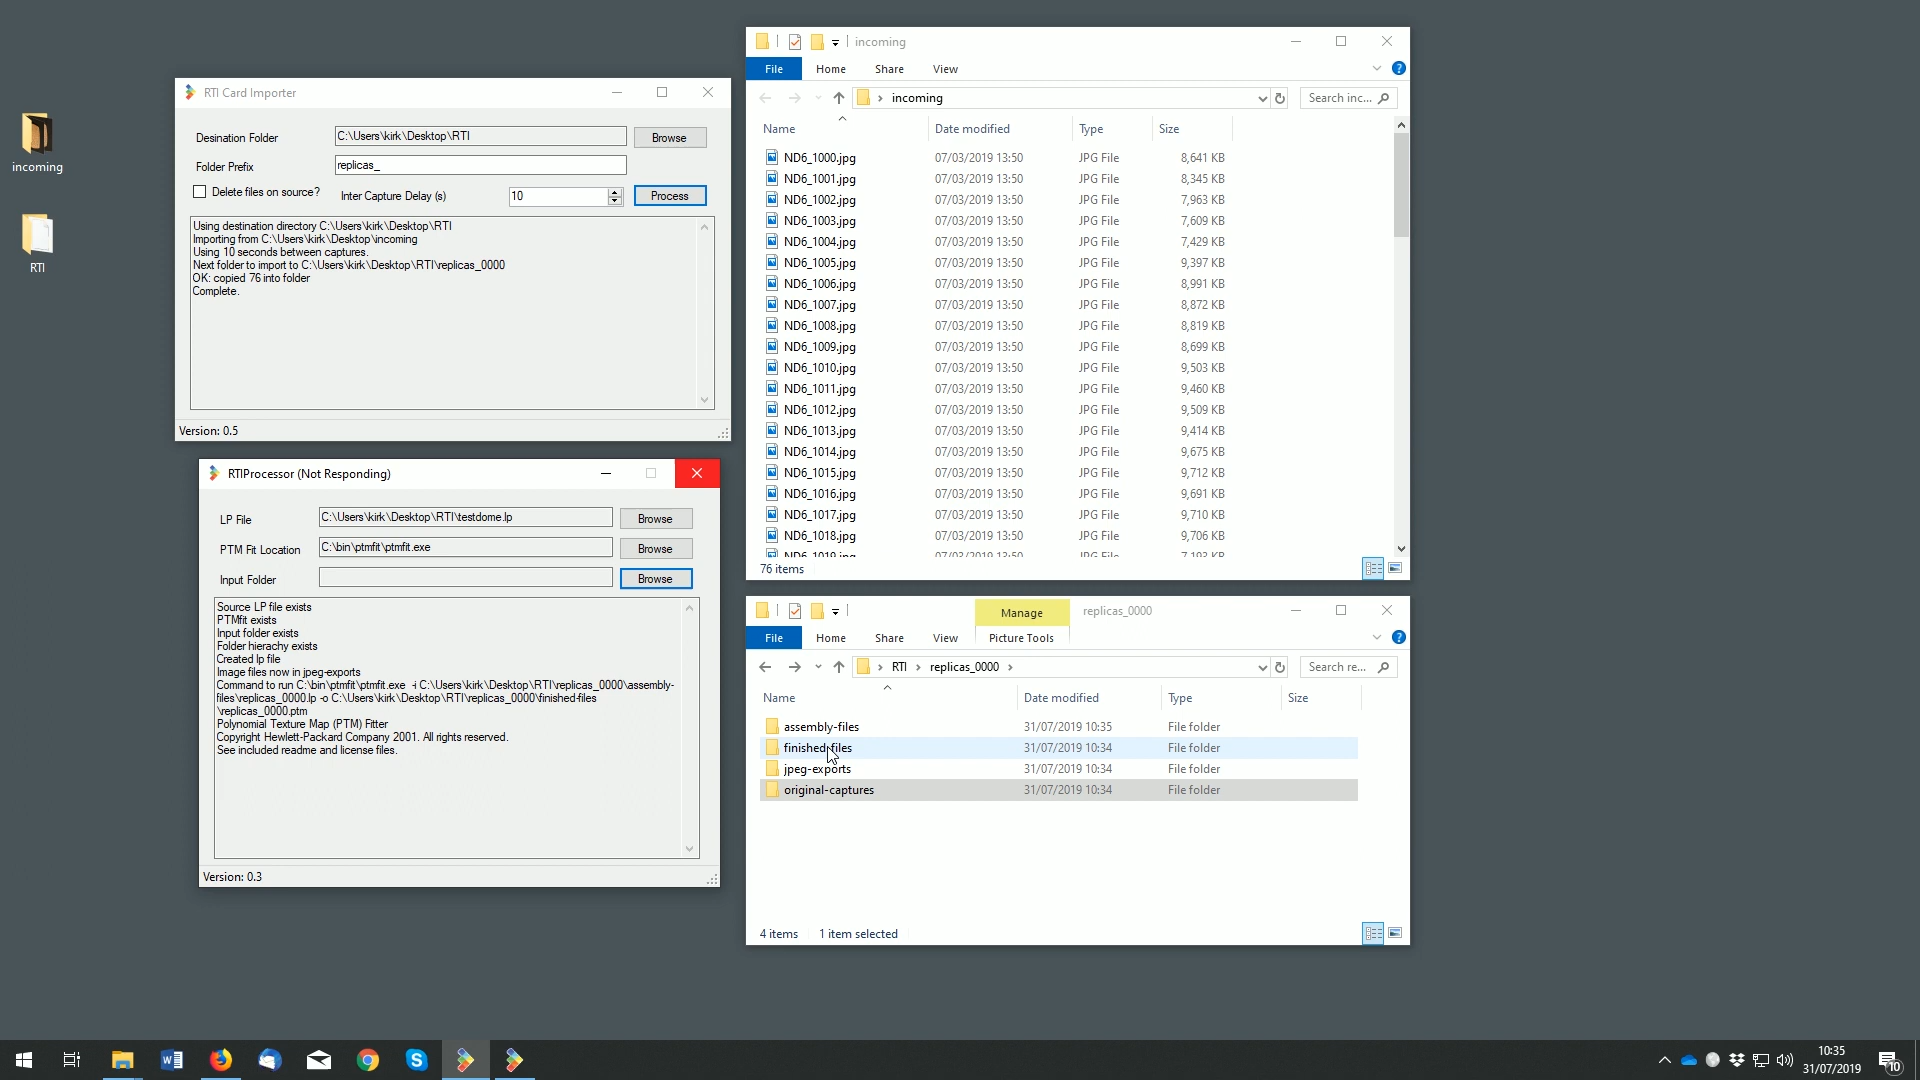 incoming
RTI
RTI Card Importer
Desination Folder
C:\Users\kirk\Desktop\RTI
Browse
Folder Prefix
replicas_
Delete files on source?
Inter Capture Delay (s)
10
Process
Using destination directory C:\Users\kirk\Desktop\RTI
Importing from C:\Users\kirk\Desktop\incoming
Using 10 seconds between captures.
Next folder to import to C:\Users\kirk\Desktop\RTI\replicas_0000
OK: copied 76 into folder
Complete.
Version: 0.5
RTIProcessor (Not Responding)
LP File
C:\Users\kirk\Desktop\RTI\testdome.lp
Browse
PTM Fit Location
C:\bin\ptmfit\ptmfit.exe
Browse
Input Folder
Browse
Source LP file exists
PTMfit exists
Input folder exists
Folder hierachy exists
Created lp file
Image files now in jpeg-exports
Command to run C:\bin\ptmfit\ptmfit.exe -i C:\Users\kirk\Desktop\RTI\replicas_0000\assembly-
files\replicas_0000.lp -o C:\Users\kirk\Desktop\RTI\replicas_0000\finished-files
\replicas_0000.ptm
Polynomial Texture Map (PTM) Fitter
Copyright Hewlett-Packard Company 2001. All rights reserved.
See included readme and license files.
Version: 0.3
incoming
File Home Share View
incoming
Search inc...
Name Date modified Type Size
ND6_1000.jpg 07/03/2019 13:50 JPG File 8,641 KB
ND6_1001.jpg 07/03/2019 13:50 JPG File 8,345 KB
ND6_1002.jpg 07/03/2019 13:50 JPG File 7,963 KB
ND6_1003.jpg 07/03/2019 13:50 JPG File 7,609 KB
ND6_1004.jpg 07/03/2019 13:50 JPG File 7,429 KB
ND6_1005.jpg 07/03/2019 13:50 JPG File 9,397 KB
ND6_1006.jpg 07/03/2019 13:50 JPG File 8,991 KB
ND6_1007.jpg 07/03/2019 13:50 JPG File 8,872 KB
ND6_1008.jpg 07/03/2019 13:50 JPG File 8,819 KB
ND6_1009.jpg 07/03/2019 13:50 JPG File 8,699 KB
ND6_1010.jpg 07/03/2019 13:50 JPG File 9,503 KB
ND6_1011.jpg 07/03/2019 13:50 JPG File 9,460 KB
ND6_1012.jpg 07/03/2019 13:50 JPG File 9,509 KB
ND6_1013.jpg 07/03/2019 13:50 JPG File 9,414 KB
ND6_1014.jpg 07/03/2019 13:50 JPG File 9,675 KB
ND6_1015.jpg 07/03/2019 13:50 JPG File 9,712 KB
ND6_1016.jpg 07/03/2019 13:50 JPG File 9,691 KB
ND6_1017.jpg 07/03/2019 13:50 JPG File 9,710 KB
ND6_1018.jpg 07/03/2019 13:50 JPG File 9,706 KB
ND6_1019.jpg 07/03/2019 13:50 JPG File 7,193 KB
76 items
Manage replicas_0000
File Home Share View Picture Tools
RTI replicas_0000
Search re...
Name Date modified Type Size
assembly-files 31/07/2019 10:35 File folder
finished-files 31/07/2019 10:34 File folder
jpeg-exports 31/07/2019 10:34 File folder
original-captures 31/07/2019 10:34 File folder
4 items 1 item selected
10:35
31/07/2019
10